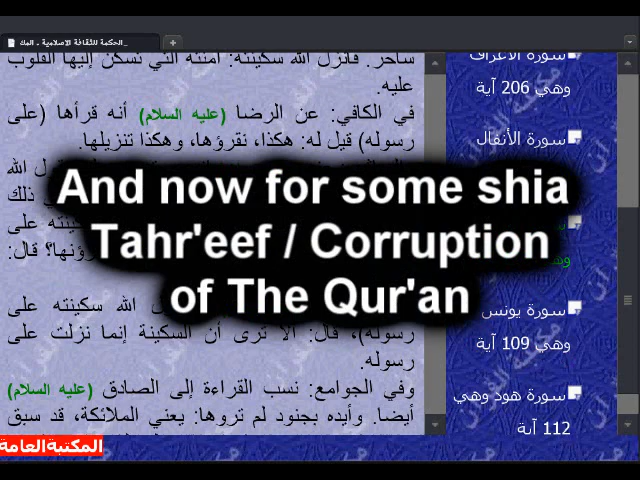 الحكمة للثقافة الإسلامية - المك_
ساحر. فأنزل الله سكينته: أمنته التي تسكن إليها القلوب
عليه.
في الكافي: عن الرضا (عليه السلام) أنه قرأها (على
رسوله) قيل له: هكذا، نقرؤها، وهكذا تنزيلها.
And now for some shia
Tahr'eef / Corruption
of The Qur'an
الله سكينته على
رسوله)، قال: ألا ترى أن السكينة إنما نزلت على
رسوله.
وفي الجوامع: نسب القراءة إلى الصادق (عليه السلام)
أيضا. وأيده بجنود لم تروها: يعني الملائكة، قد سبق
سورة الأعراف
وهي 206 آية
سورة الأنفال
سورة يونس
وهي 109 آية
سورة هود وهي
112 آية
المكتبة العامة